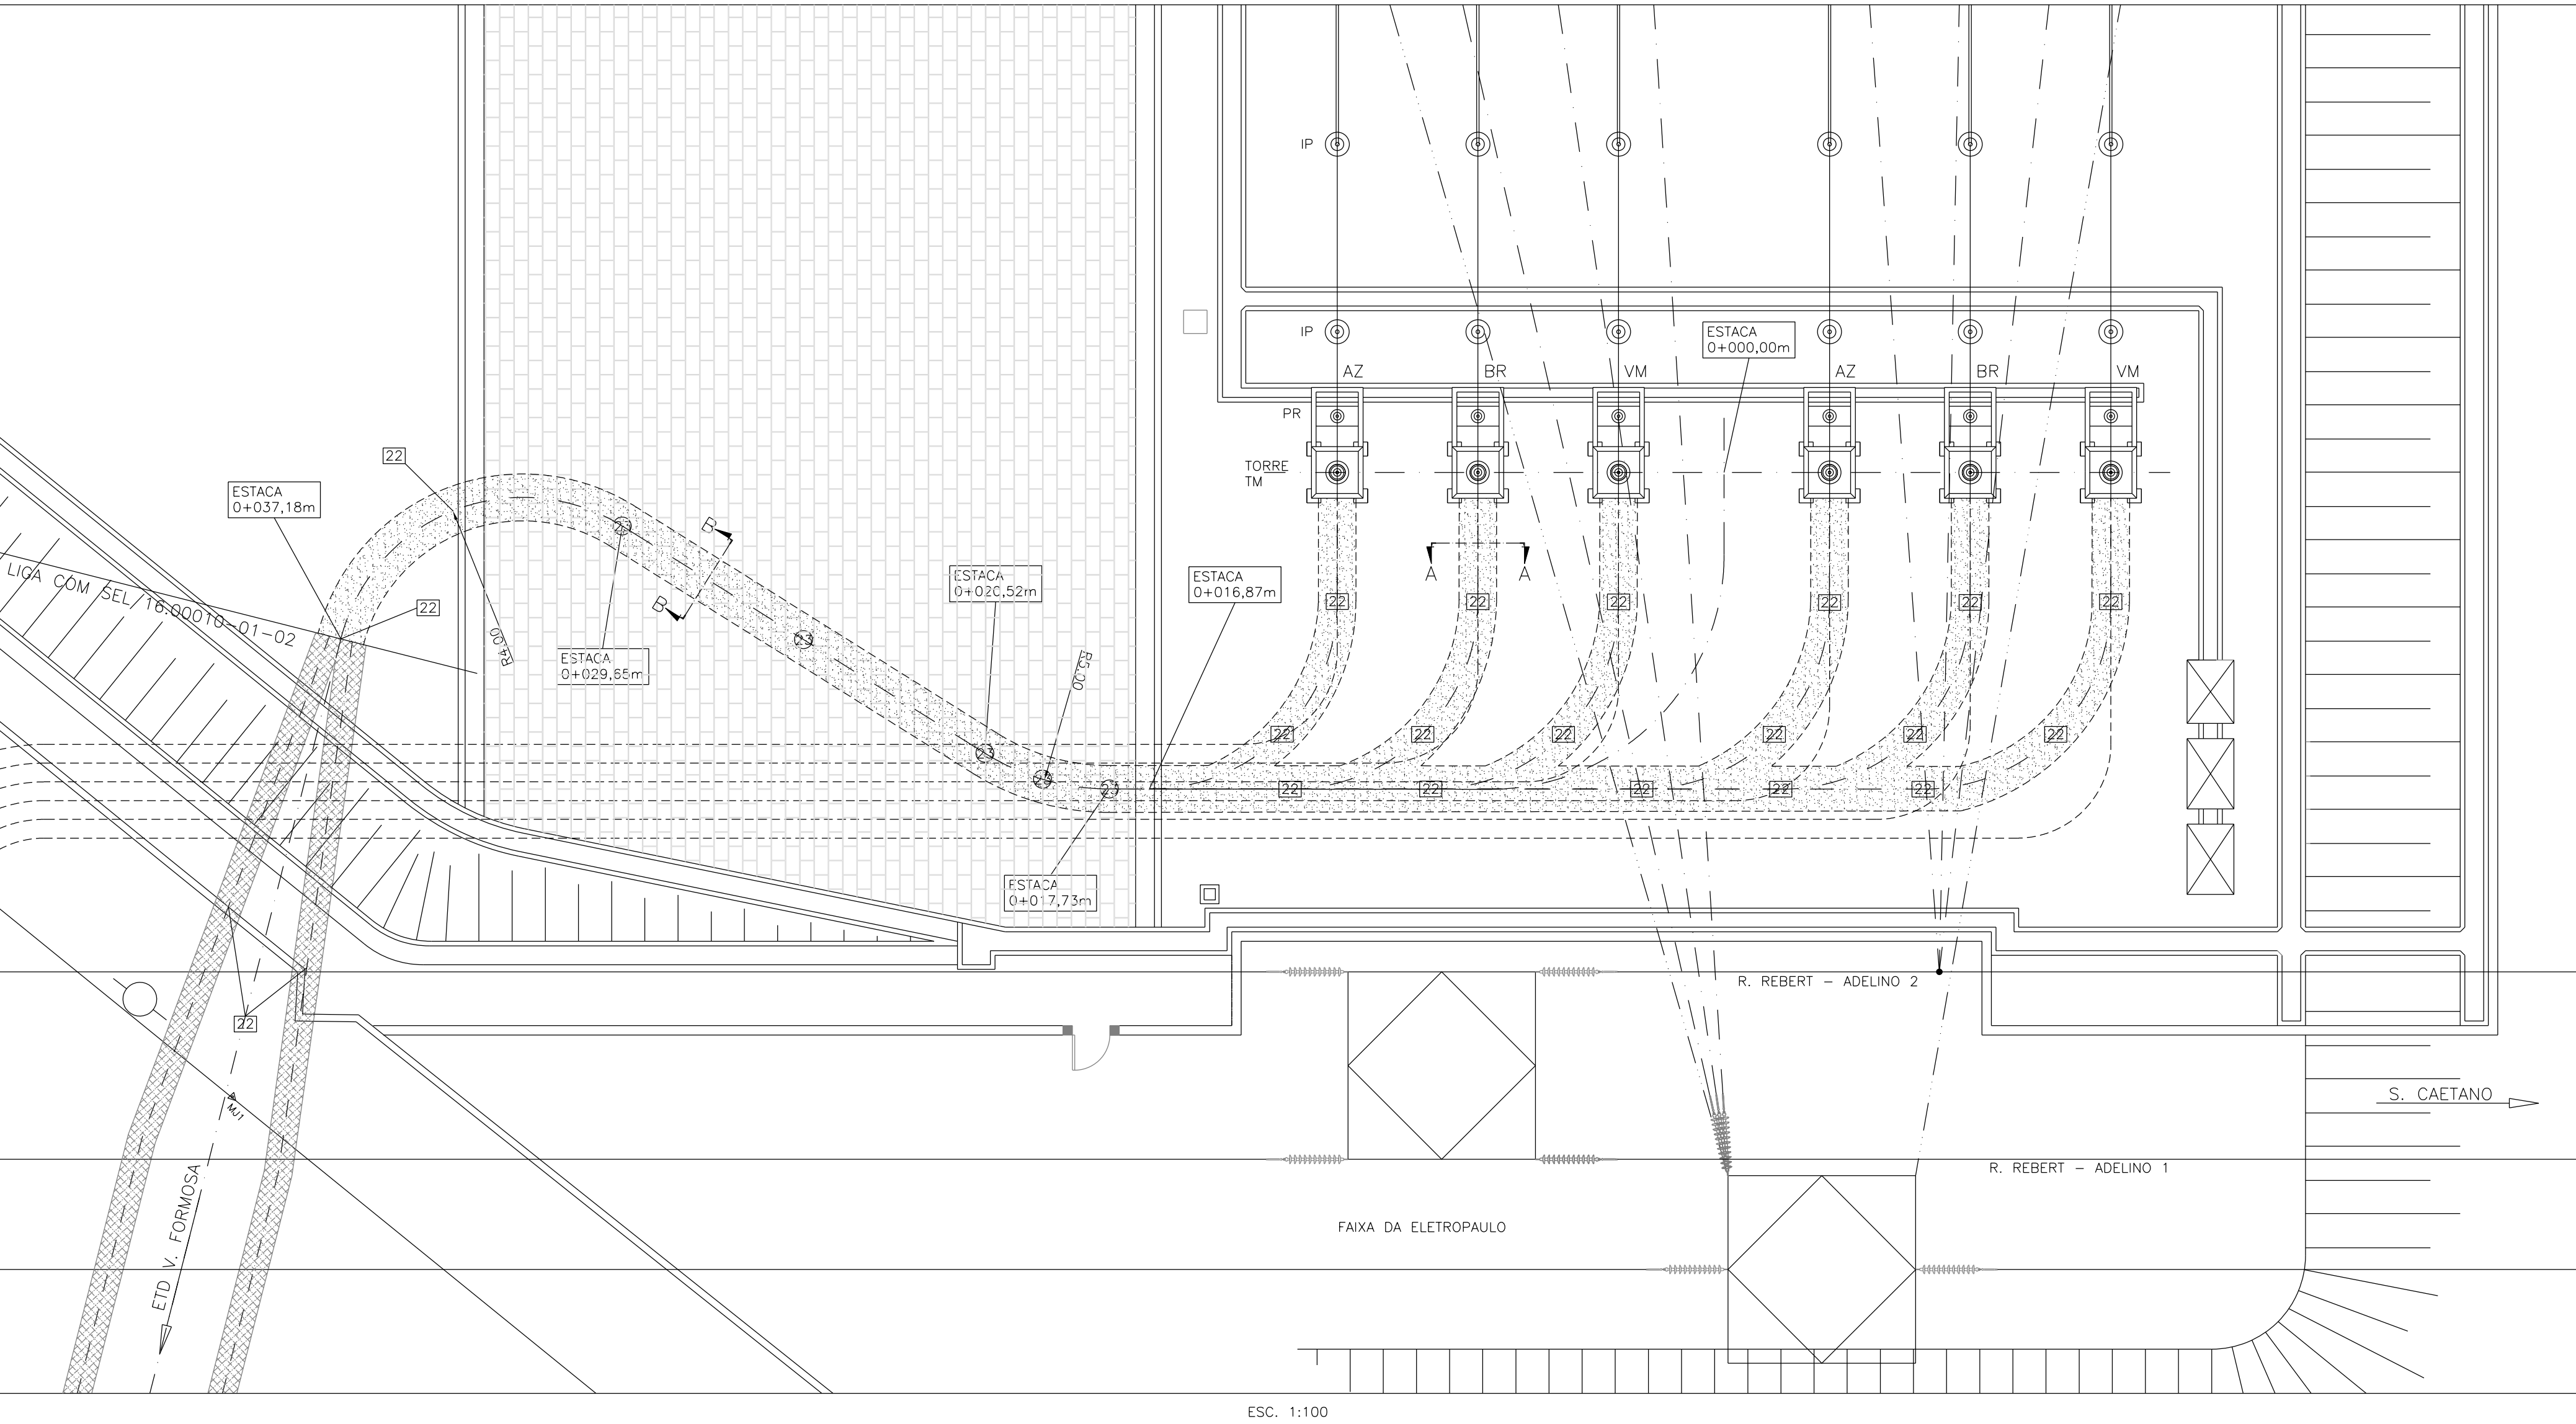 IP
IP
ESTACA
0+000,00m
AZ
BR
VM
AZ
BR
VM
PR
TORRE
TM
22
ESTACA
0+037,18m
B
B
A
A
ESTACA
0+020,52m
ESTACA
0+016,87m
LIGA COM SEL/16.00010-01-02
22
R4.00
22
22
22
22
22
22
23
ESTACA
0+029,65m
R5.00
22
22
22
22
22
22
23
22
22
22
22
22
ESTACA
0+017,73m
R. REBERT - ADELINO 2
22
MJ1
S. CAETANO
R. REBERT - ADELINO 1
ETD V. FORMOSA
FAIXA DA ELETROPAULO
ESC. 1:100